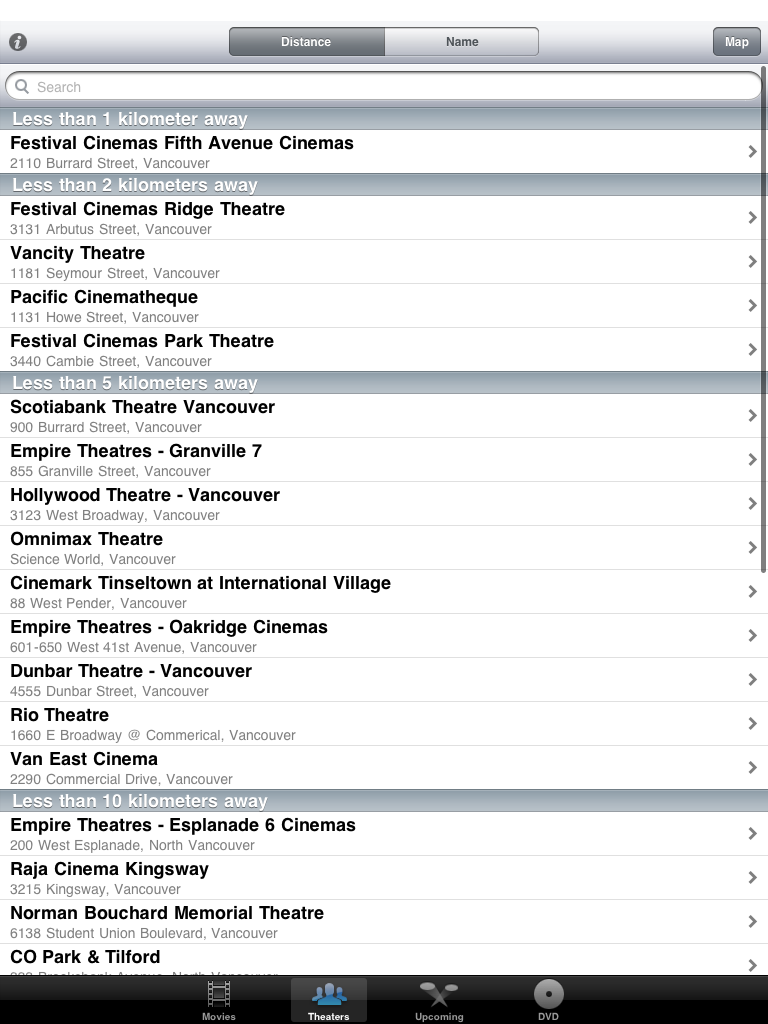 Distance
Name
Map
Search
Less than 1 kilometer away
Festival Cinemas Fifth Avenue Cinemas
2110 Burrard Street, Vancouver
Less than 2 kilometers away
Festival Cinemas Ridge Theatre
3131 Arbutus Street, Vancouver
Vancity Theatre
1181 Seymour Street, Vancouver
Pacific Cinematheque
1131 Howe Street, Vancouver
Festival Cinemas Park Theatre
3440 Cambie Street, Vancouver
Less than 5 kilometers away
Scotiabank Theatre Vancouver
900 Burrard Street, Vancouver
Empire Theatres - Granville 7
855 Granville Street, Vancouver
Hollywood Theatre - Vancouver
3123 West Broadway, Vancouver
Omnimax Theatre
Science World, Vancouver
Cinemark Tinseltown at International Village
88 West Pender, Vancouver
Empire Theatres - Oakridge Cinemas
601-650 West 41st Avenue, Vancouver
Dunbar Theatre - Vancouver
4555 Dunbar Street, Vancouver
Rio Theatre
1660 E Broadway @ Commerical, Vancouver
Van East Cinema
2290 Commercial Drive, Vancouver
Less than 10 kilometers away
Empire Theatres - Esplanade 6 Cinemas
200 West Esplanade, North Vancouver
Raja Cinema Kingsway
3215 Kingsway, Vancouver
Norman Bouchard Memorial Theatre
6138 Student Union Boulevard, Vancouver
CO Park & Tilford
Brooksbank Avenue, North Vancouver
Movies
Theaters
Upcoming
DVD